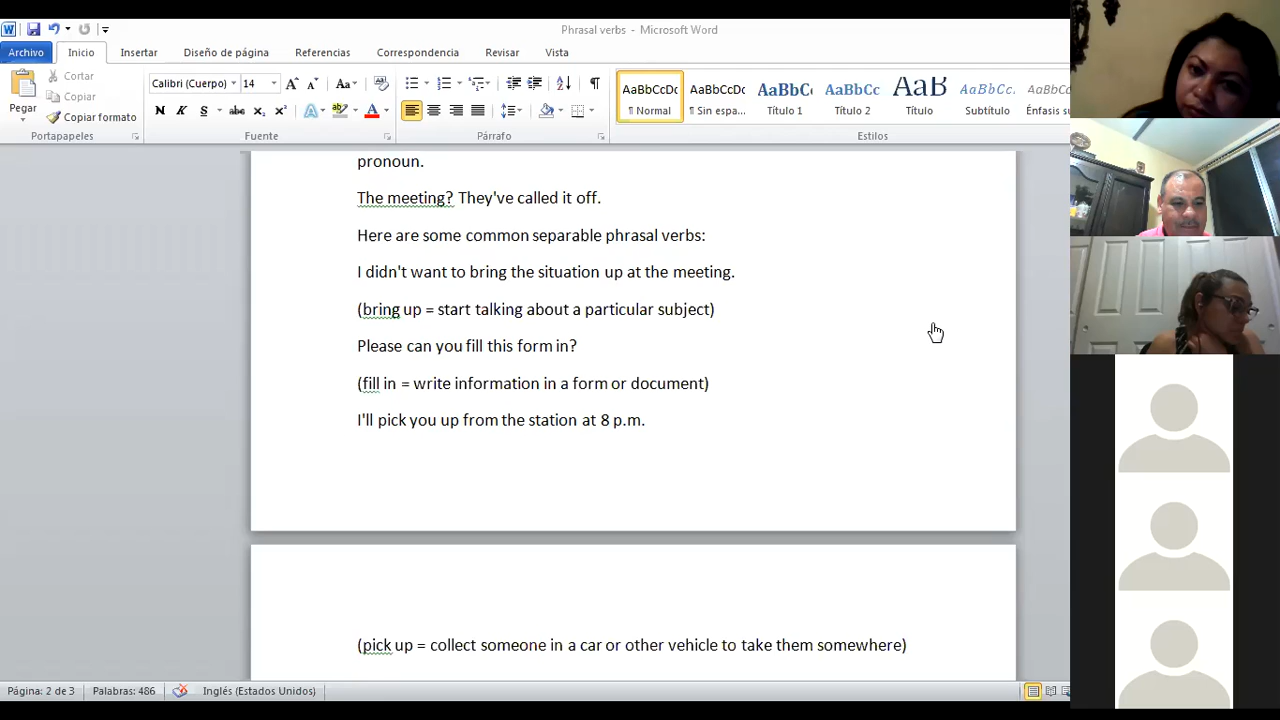 Phrasal verbs - Microsoft Word
Archivo Inicio Insertar Diseño de página Referencias Correspondencia Revisar Vista
Pegar
Cortar
Copiar
Copiar formato
Portapapeles
Calibri (Cuerpo) 14
Fuente
Párrafo
AaBbCcDc AaBbCcDc AaBbC AaBbCc AaB AaBbCc. AaBbCc
¶ Normal ¶ Sin espa... Título 1 Título 2 Título Subtítulo Énfasis su
Estilos
pronoun.
The meeting? They've called it off.
Here are some common separable phrasal verbs:
I didn't want to bring the situation up at the meeting.
(bring up = start talking about a particular subject)
Please can you fill this form in?
(fill in = write information in a form or document)
I'll pick you up from the station at 8 p.m.
(pick up = collect someone in a car or other vehicle to take them somewhere)
Página: 2 de 3 Palabras: 486 Inglés (Estados Unidos)